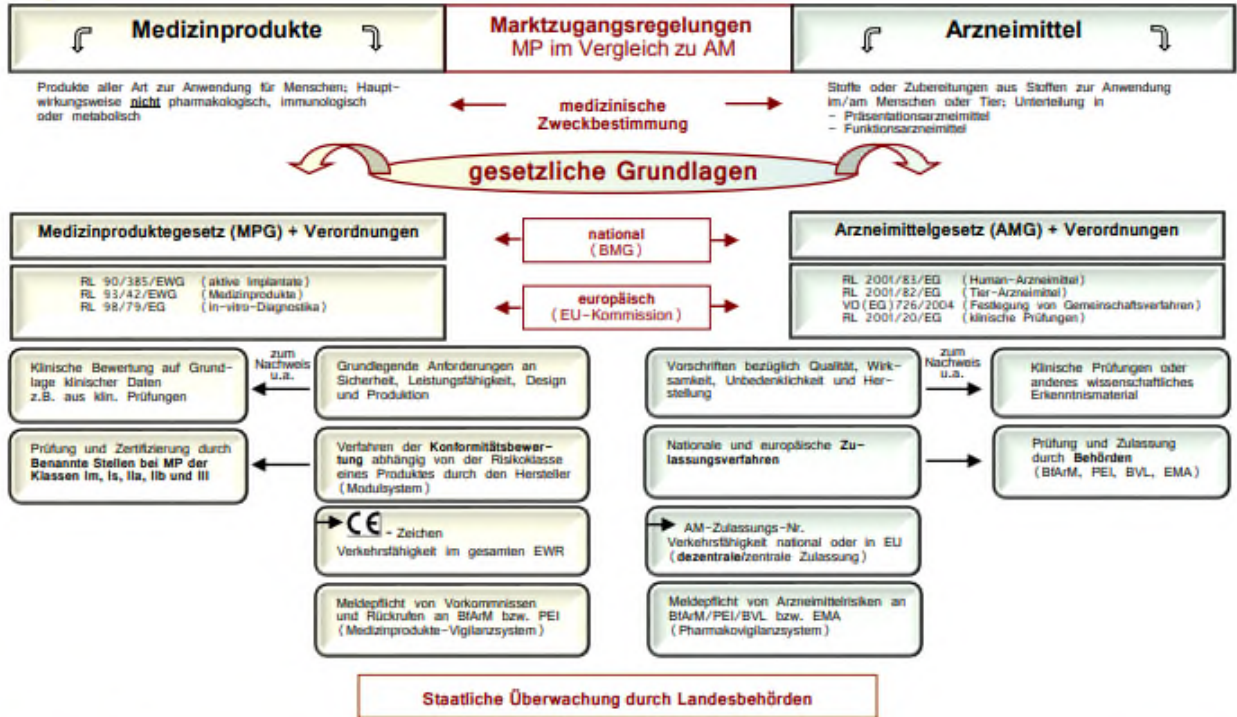 Medizinprodukte
Marktzugangsregelungen
MP im Vergleich zu AM
Arzneimittel
Produkte aller Art zur Anwendung für Menschen; Haupt-
wirkungsweise nicht pharmakologisch, immunologisch
oder metabolisch
medizinische
Zweckbestimmung
Stoffe oder Zubereitungen aus Stoffen zur Anwendung
im/am Menschen oder Tier; Unterteilung in
- Präsentationsarzneimittel
- Funktionsarzneimittel
gesetzliche Grundlagen
Medizinproduktegesetz (MPG) + Verordnungen
national
(BMG)
Arzneimittelgesetz (AMG) + Verordnungen
RL 90/385/EWG (aktive Implantate)
RL 93/42/EWG (Medizinprodukte)
RL 98/79/EG (in-vitro-Diagnostika)
europäisch
(EU-Kommission)
RL 2001/83/EG (Human-Arzneimittel)
RL 2001/82/EG (Tier-Arzneimittel)
VO(EG)726/2004 (Festlegung von Gemeinschaftsverfahren)
RL 2001/20/EG (klinische Prüfungen)
Klinische Bewertung auf Grund-
lage klinischer Daten
z.B. aus klin. Prüfungen
zum
Nachweis
u.a.
Grundlegende Anforderungen an
Sicherheit, Leistungsfähigkeit, Design
und Produktion
Vorschriften bezüglich Qualität, Wirk-
samkeit, Unbedenklichkeit und Her-
stellung
zum
Nachweis
u.a.
Klinische Prüfungen oder
anderes wissenschaftliches
Erkenntnismaterial
Prüfung und Zertifizierung durch
Benannte Stellen bei MP der
Klassen Im, Is, IIa, IIb und III
Verfahren der Konformitätsbewer-
tung abhängig von der Risikoklasse
eines Produktes durch den Hersteller
(Modulsystem)
Nationale und europäische Zu-
lassungsverfahren
Prüfung und Zulassung
durch Behörden
(BfArM, PEI, BVL, EMA)
CE - Zeichen
Verkehrsfähigkeit im gesamten EWR
AM-Zulassungs-Nr.
Verkehrsfähigkeit national oder in EU
(dezentrale/zentrale Zulassung)
Meldepflicht von Vorkommnissen
und Rückrufen an BfArM bzw. PEI
(Medizinprodukte-Vigilanzsystem)
Meldepflicht von Arzneimittelrisiken an
BfArM/PEI/BVL bzw. EMA
(Pharmakovigilanzsystem)
Staatliche Überwachung durch Landesbehörden